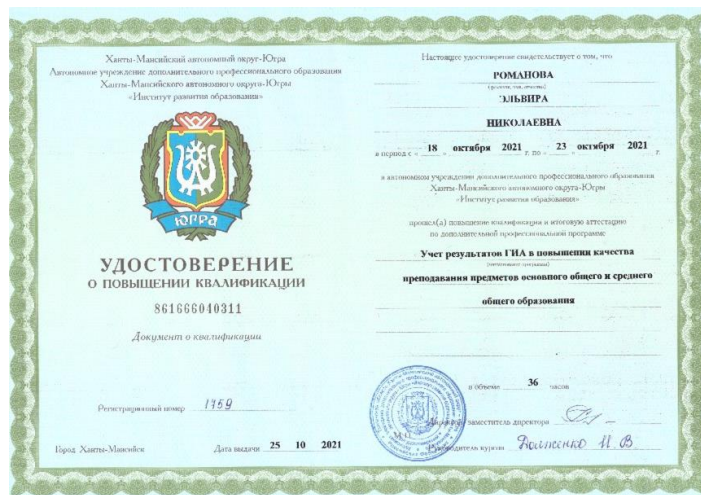 Ханты-Мансийский автономный округ-Югра
Автономное учреждение дополнительного профессионального образования
Ханты-Мансийского автономного округа-Югры
«Институт развития образования»
ЮГРА
УДОСТОВЕРЕНИЕ
О ПОВЫШЕНИИ КВАЛИФИКАЦИИ
861666040311
Документ о квалификации
Регистрационный номер 1759
Город Ханты-Мансийск Дата выдачи 25 10 2021
Настоящее удостоверение свидетельствует о том, что
РОМАНОВА
(фамилия, имя, отчество)
ЭЛЬВИРА
НИКОЛАЕВНА
в период с « 18 » октября 2021 г. по « 23 » октября 2021 г.
в автономном учреждении дополнительного профессионального образования
Ханты-Мансийского автономного округа-Югры
«Институт развития образования»
прошел(а) повышение квалификации и итоговую аттестацию
по дополнительной профессиональной программе
Учет результатов ГИА в повышении качества
(наименование программы)
преподавания предметов основного общего и среднего
общего образования
в объеме 36 часов
М.П.
заместитель директора
Руководитель курсов Долженко И.В